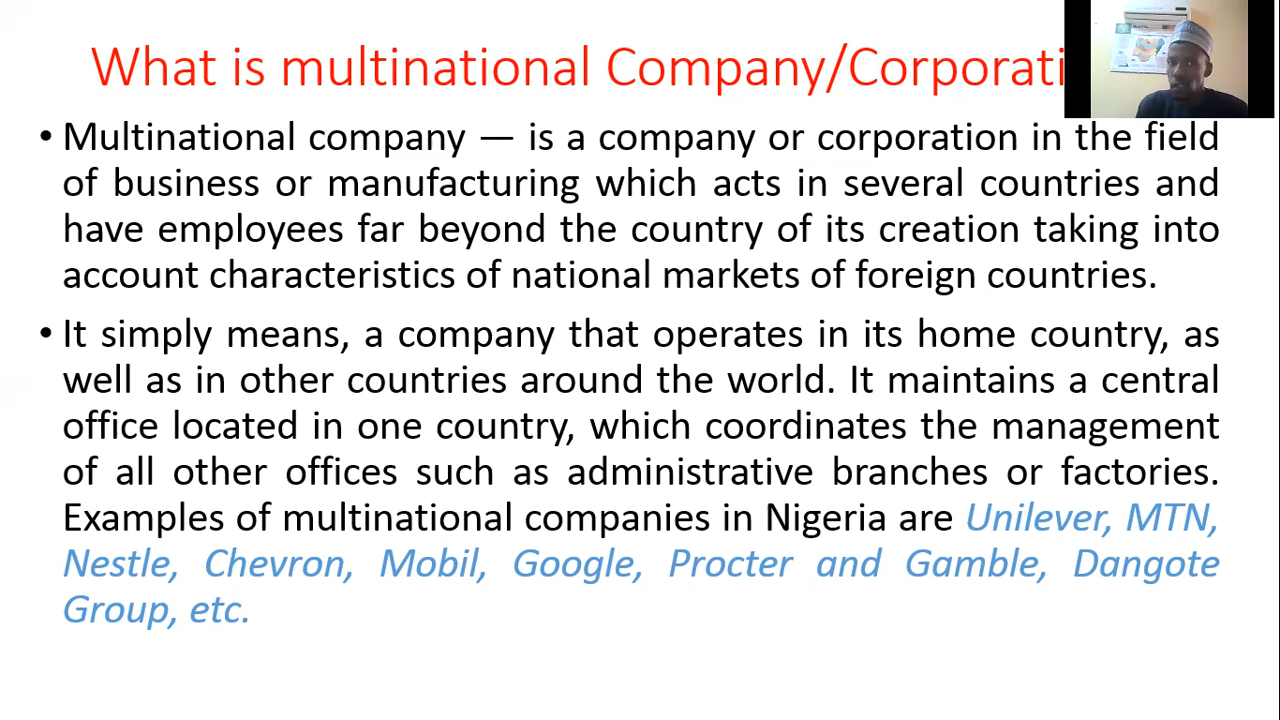 What is multinational Company/Corporati
• Multinational company — is a company or corporation in the field
of business or manufacturing which acts in several countries and
have employees far beyond the country of its creation taking into
account characteristics of national markets of foreign countries.
• It simply means, a company that operates in its home country, as
well as in other countries around the world. It maintains a central
office located in one country, which coordinates the management
of all other offices such as administrative branches or factories.
Examples of multinational companies in Nigeria are Unilever, MTN,
Nestle, Chevron, Mobil, Google, Procter and Gamble, Dangote
Group, etc.